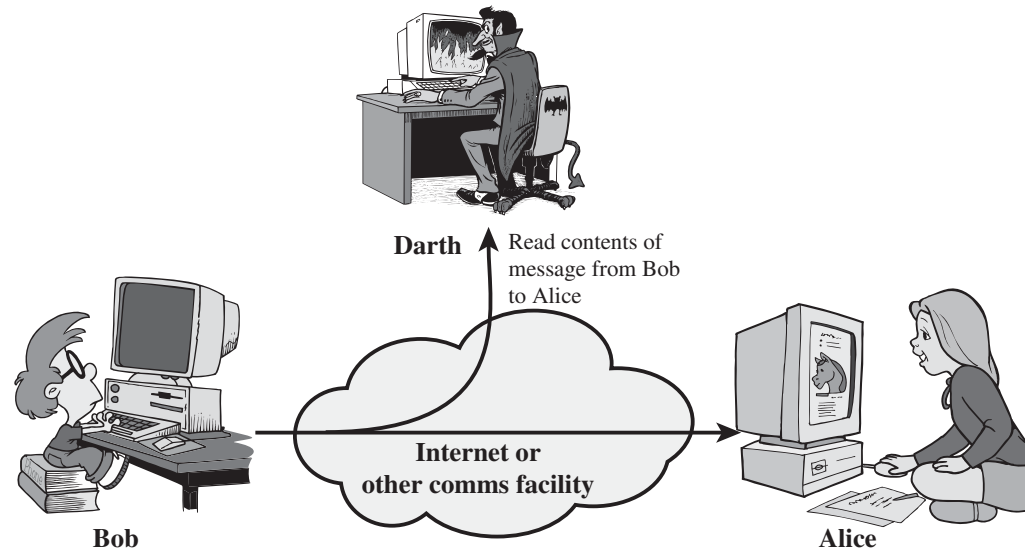 Darth
Read contents of
message from Bob
to Alice
Internet or
other comms facility
Bob
Alice